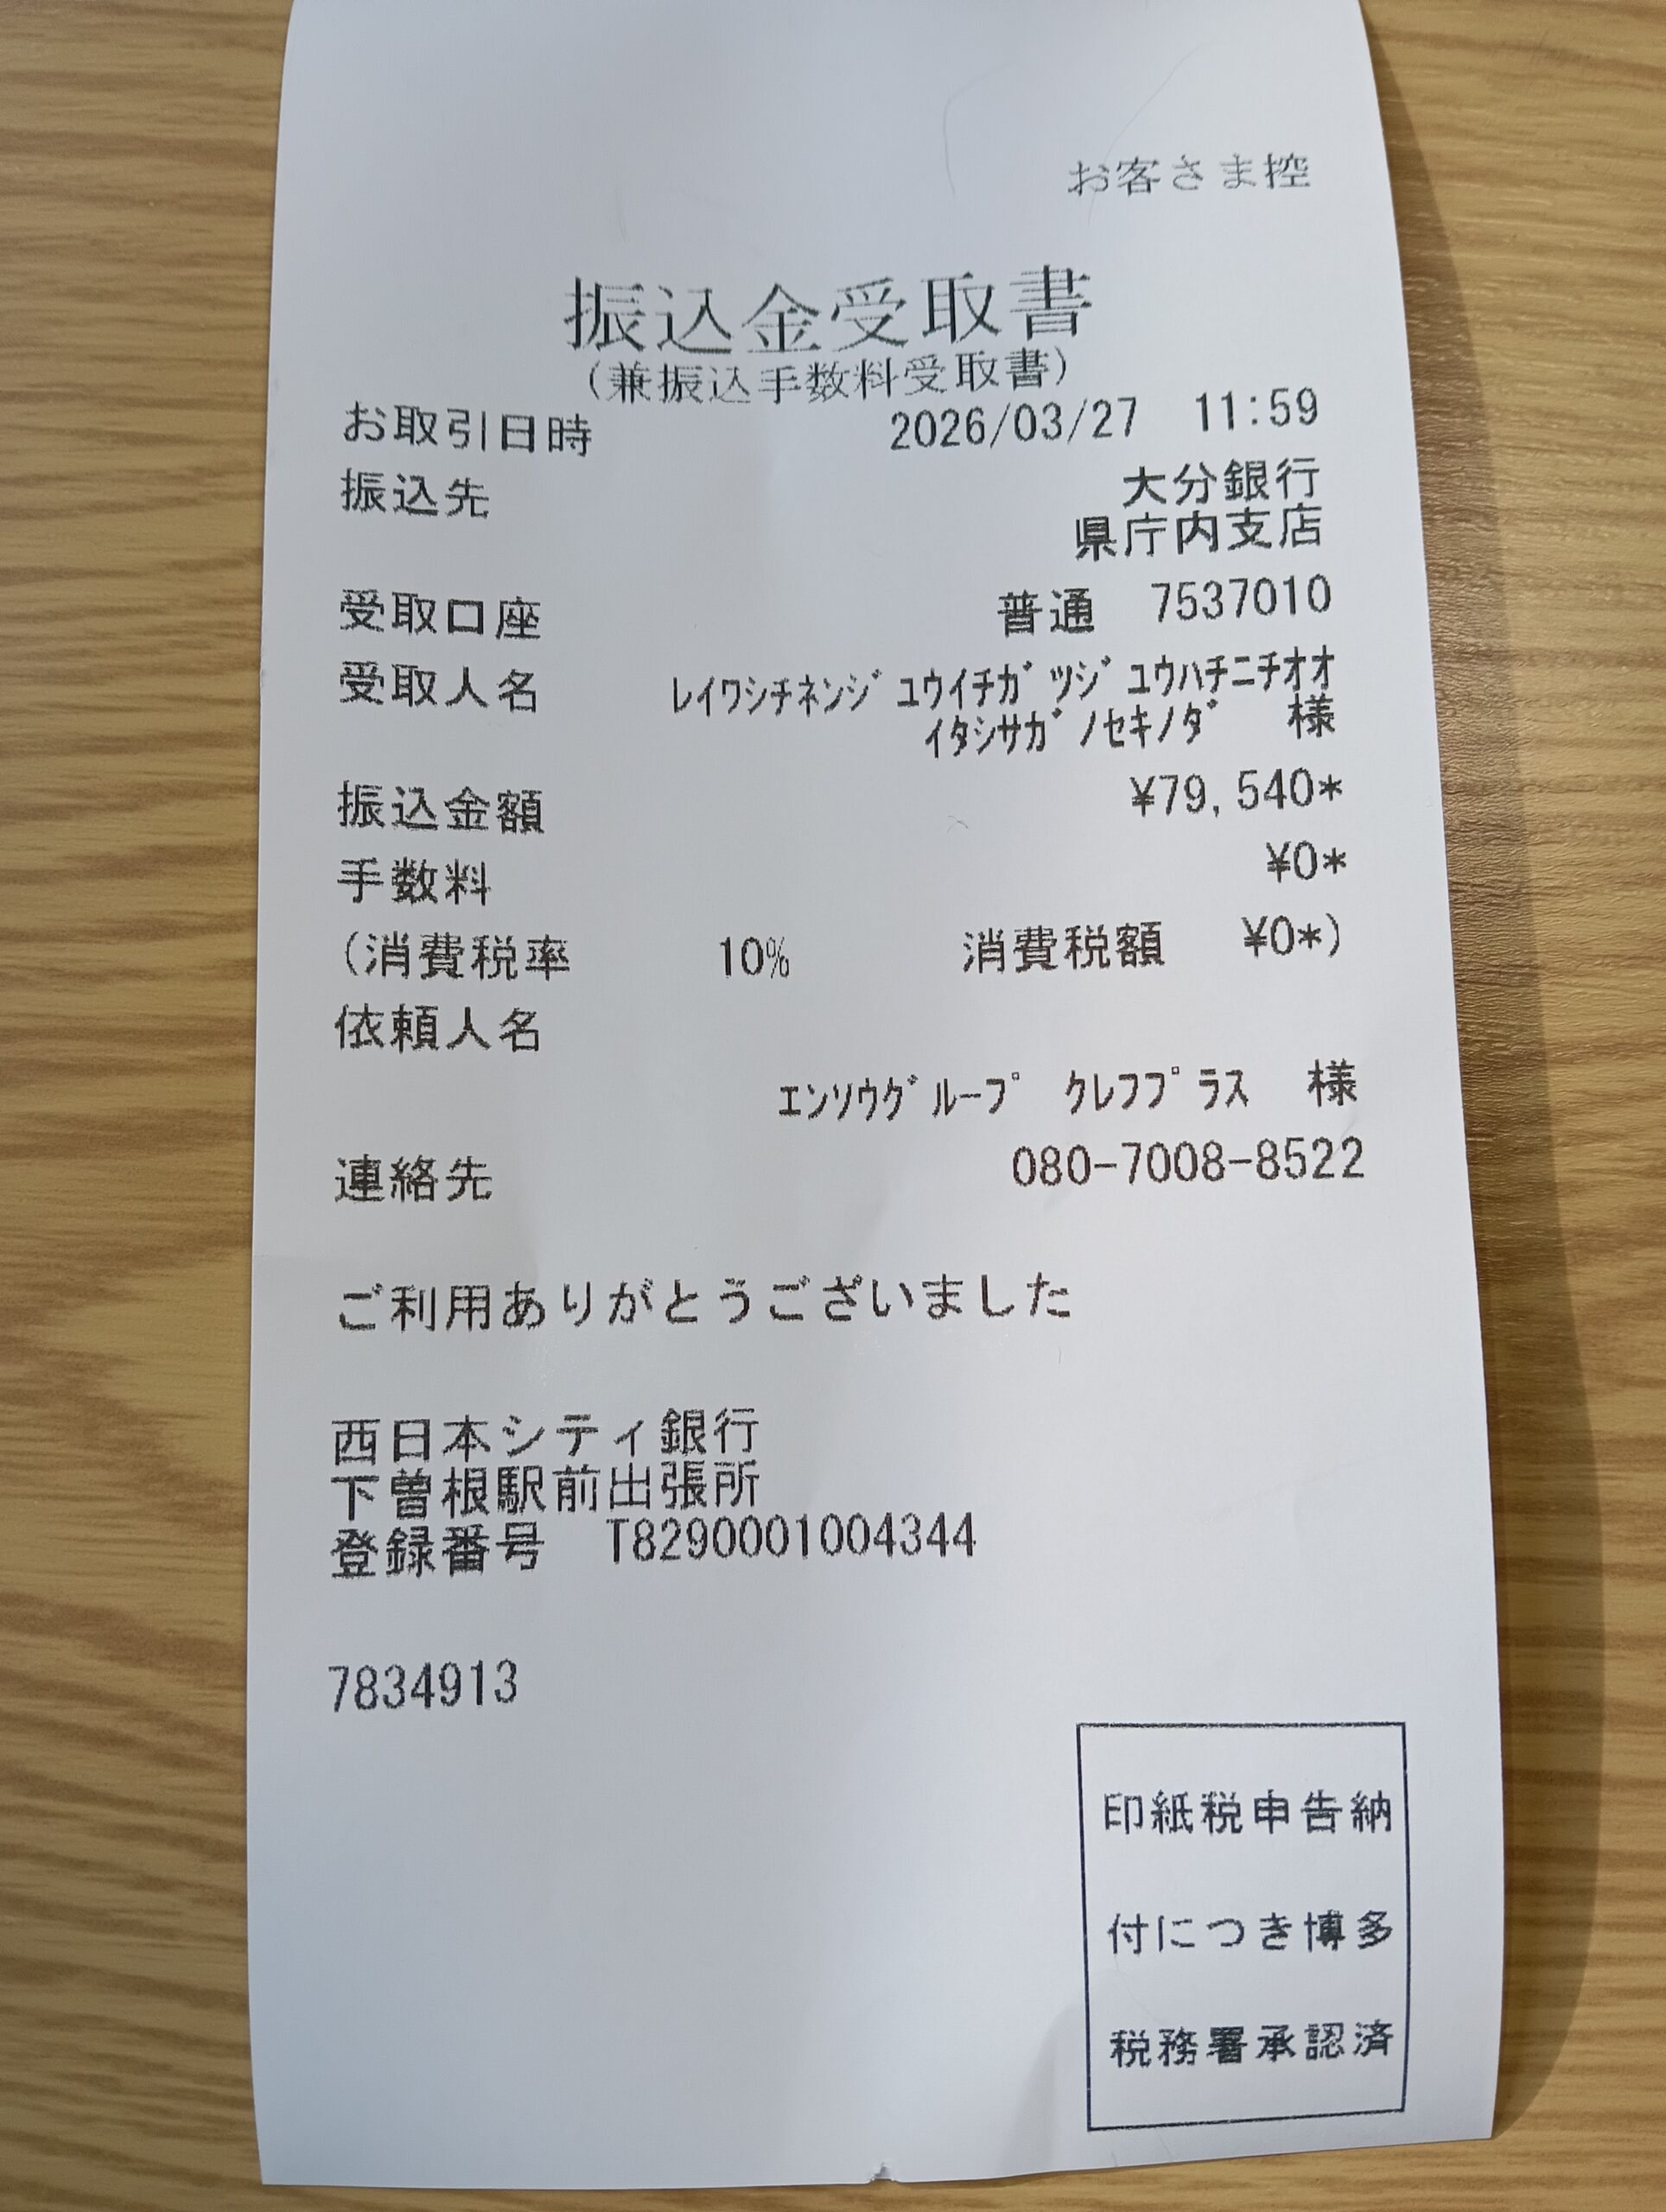 お客さま控
振込金受取書
(兼振込手数料受取書)
お取引日時 2026/03/27 11:59
振込先 大分銀行
県庁内支店
受取口座 普通 7537010
受取人名 ﾚｲﾜｼﾁﾈﾝｼﾞﾕｳｲﾁｶﾞﾂｼﾞﾕｳﾊﾁﾆﾁｵｵ
ｲﾀｼｻｶﾞﾉｾｷﾉﾀﾞ 様
振込金額 ¥79,540*
手数料 ¥0*
(消費税率 10% 消費税額 ¥0*)
依頼人名
ｴﾝｿｳｸﾞﾙｰﾌﾟ ｸﾚﾌﾌﾟﾗｽ 様
連絡先 080-7008-8522
ご利用ありがとうございました
西日本シティ銀行
下曽根駅前出張所
登録番号 T8290001004344
7834913
印紙税申告納
付につき博多
税務署承認済